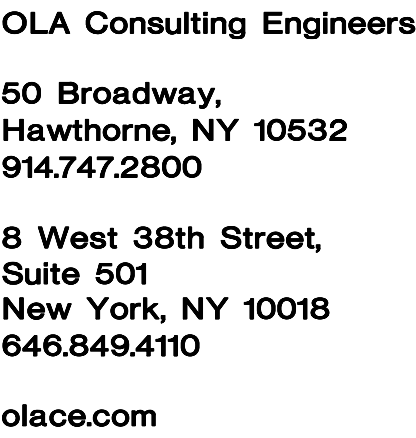 OLA Consulting Engineers
50 Broadway,
Hawthorne, NY 10532
914.747.2800
8 West 38th Street,
Suite 501
New York, NY 10018
646.849.4110
olace.com